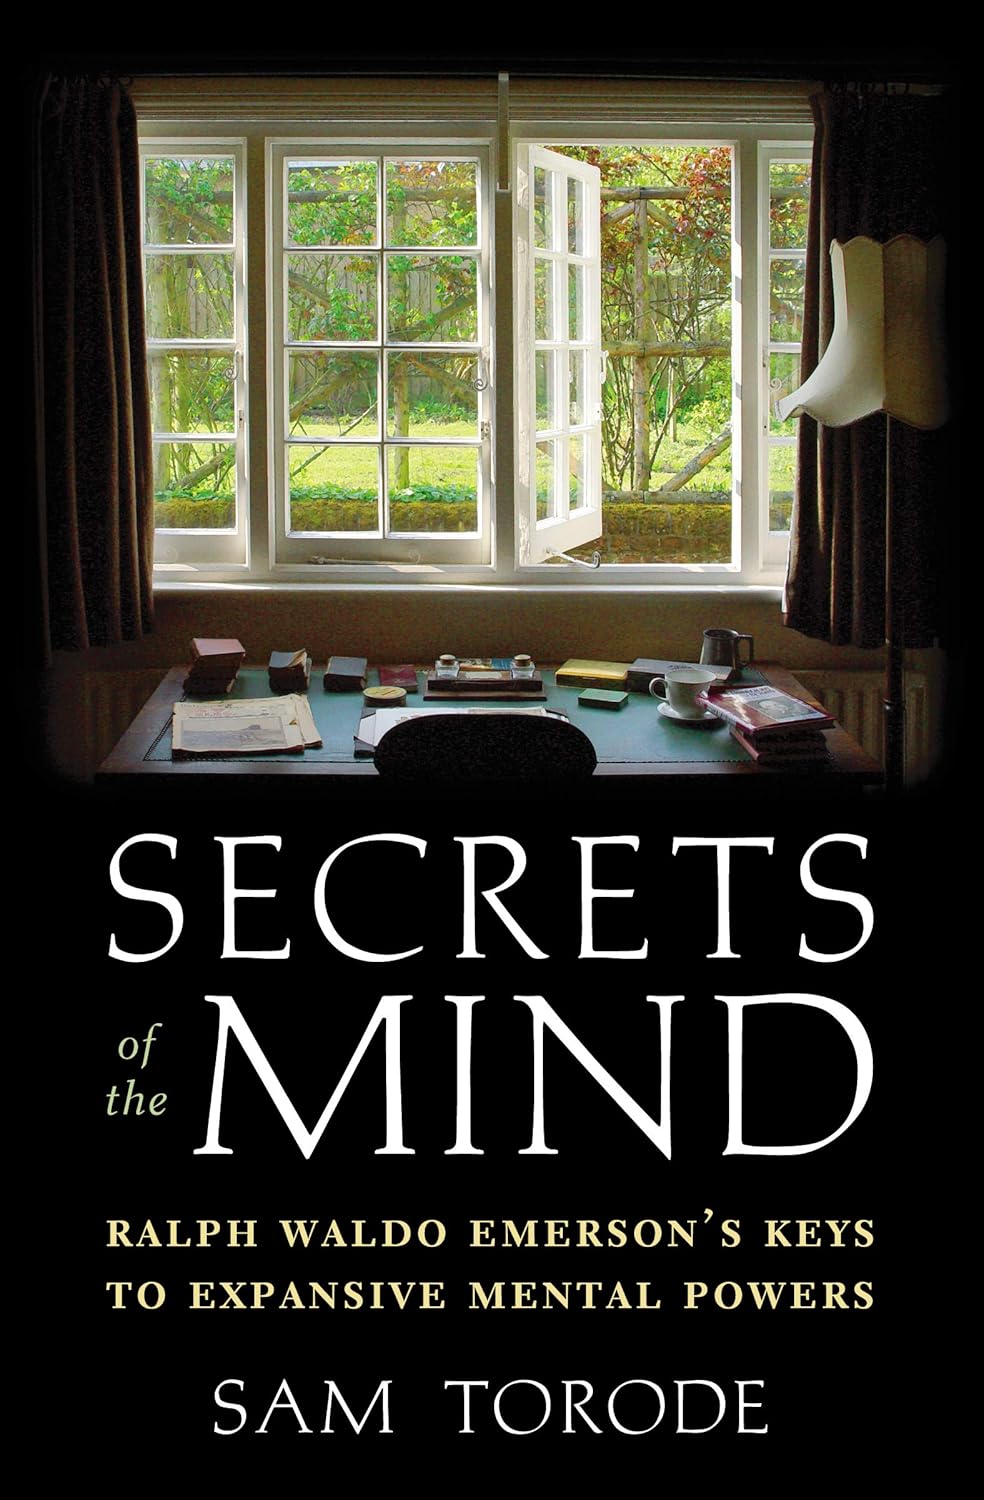 SECRETS
of the MIND
RALPH WALDO EMERSON'S KEYS
TO EXPANSIVE MENTAL POWERS
SAM TORODE